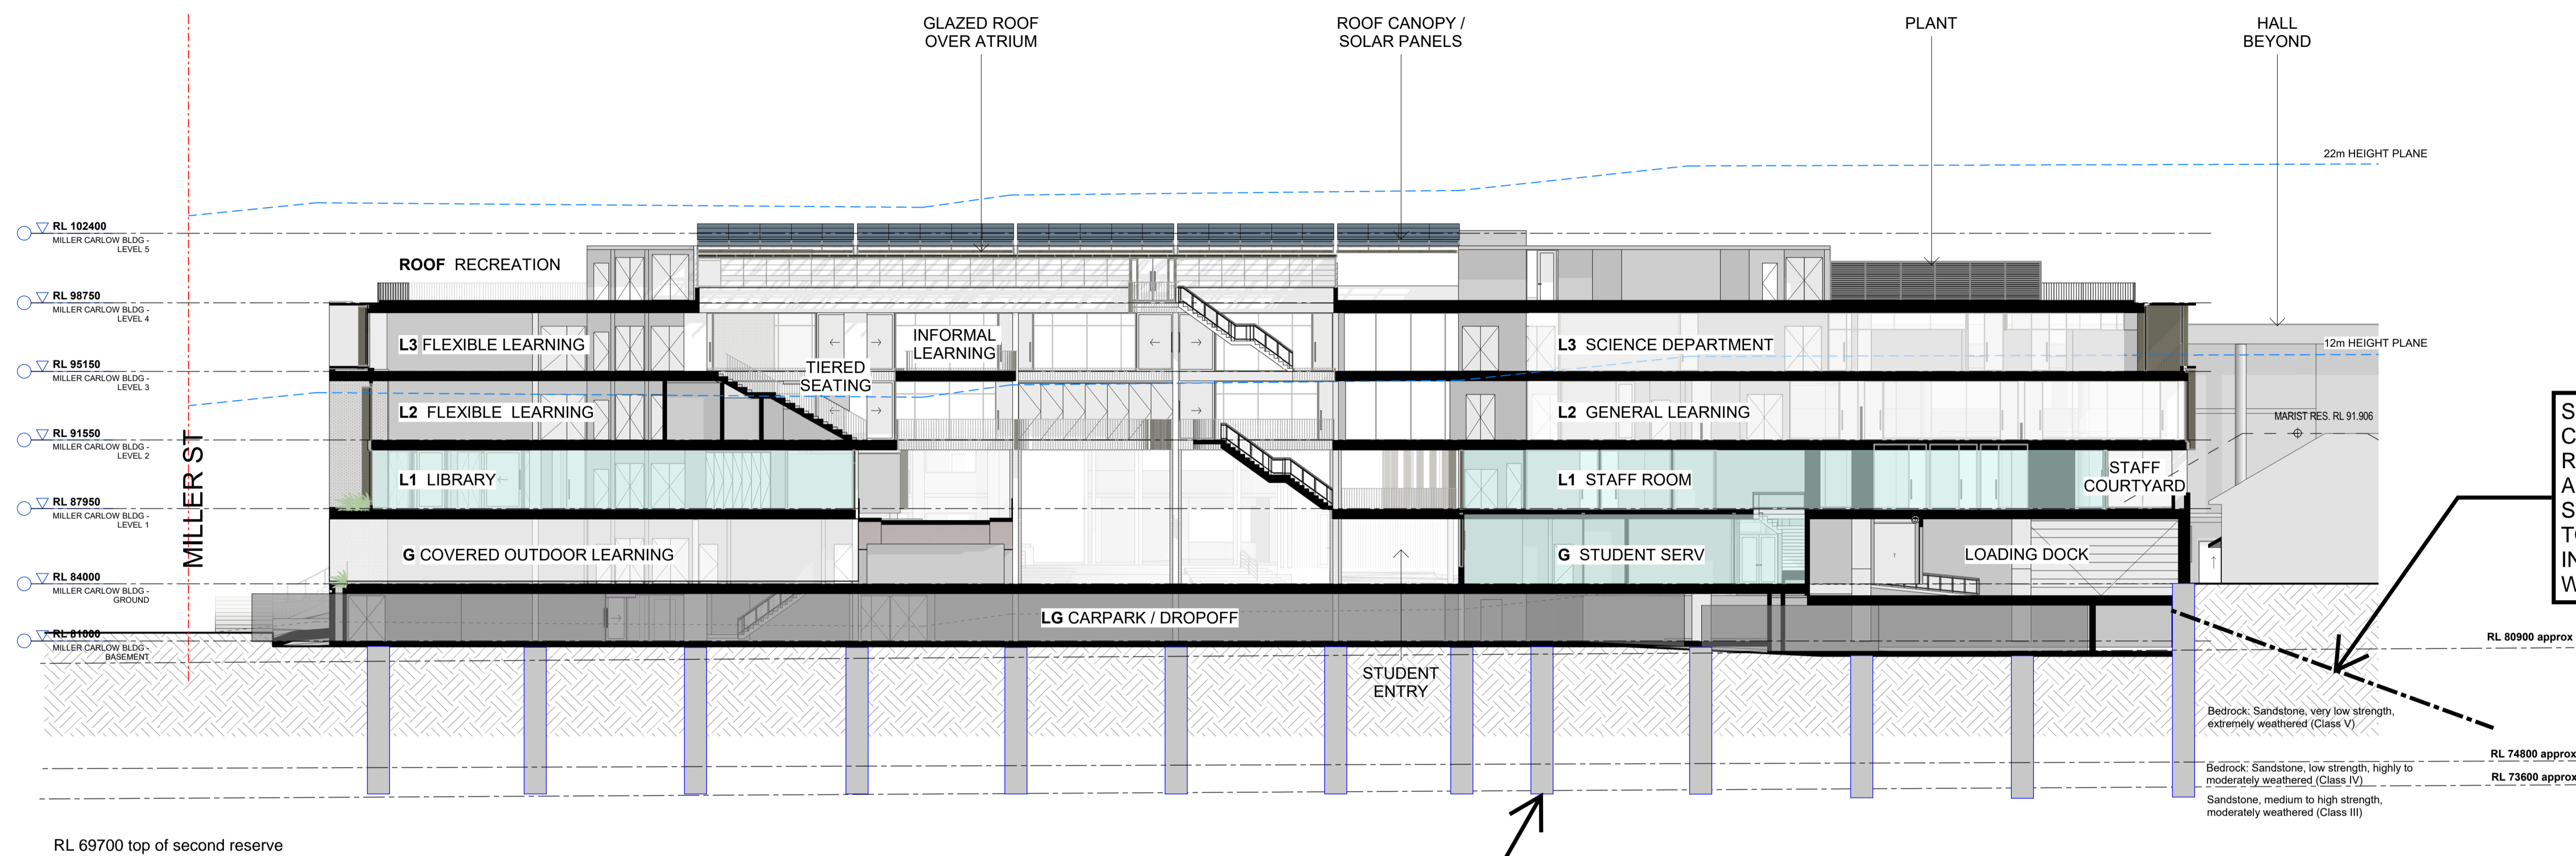 GLAZED ROOF
OVER ATRIUM
ROOF CANOPY /
SOLAR PANELS
PLANT
HALL
BEYOND
22m HEIGHT PLANE
RL 102400
MILLER CARLOW BLDG -
LEVEL 5
ROOF RECREATION
RL 98750
MILLER CARLOW BLDG -
LEVEL 4
L3 FLEXIBLE LEARNING
INFORMAL
LEARNING
L3 SCIENCE DEPARTMENT
12m HEIGHT PLANE
RL 95150
MILLER CARLOW BLDG -
LEVEL 3
TIERED
SEATING
L2 FLEXIBLE LEARNING
L2 GENERAL LEARNING
MARIST RES. RL 91.906
RL 91550
MILLER CARLOW BLDG -
LEVEL 2
MILLER ST
L1 LIBRARY
L1 STAFF ROOM
STAFF
COURTYARD
RL 87950
MILLER CARLOW BLDG -
LEVEL 1
G COVERED OUTDOOR LEARNING
G STUDENT SERV
LOADING DOCK
RL 84000
MILLER CARLOW BLDG -
GROUND
LG CARPARK / DROPOFF
RL 81000
MILLER CARLOW BLDG -
BASEMENT
RL 80900 approx
STUDENT
ENTRY
S
C
R
A
S
TO
IN
W
Bedrock: Sandstone, very low strength,
extremely weathered (Class V)
RL 74800 approx
Bedrock: Sandstone, low strength, highly to
moderately weathered (Class IV)
RL 73600 approx
Sandstone, medium to high strength,
moderately weathered (Class III)
RL 69700 top of second reserve